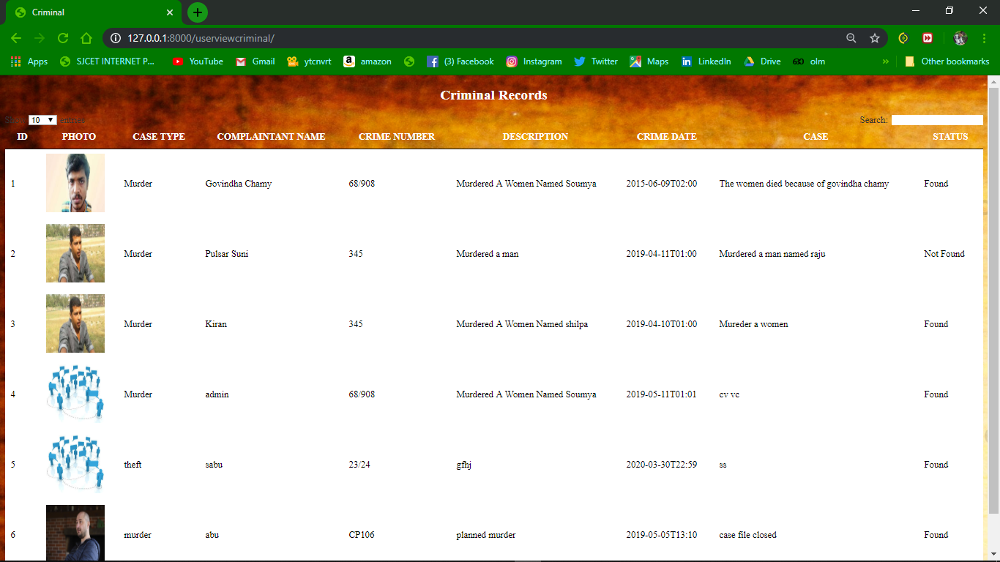 Criminal
127.0.0.1:8000/userviewcriminal/
Apps SJCET INTERNET P... YouTube Gmail ytcnvrt amazon (3) Facebook Instagram Twitter Maps LinkedIn Drive olm » Other bookmarks
Criminal Records
Show 10 entries Search:
ID PHOTO CASE TYPE COMPLAINTANT NAME CRIME NUMBER DESCRIPTION CRIME DATE CASE STATUS
1 Murder Govindha Chamy 68/908 Murdered A Women Named Soumya 2015-06-09T02:00 The women died because of govindha chamy Found
2 Murder Pulsar Suni 345 Murdered a man 2019-04-11T01:00 Murdered a man named raju Not Found
3 Murder Kiran 345 Murdered A Women Named shilpa 2019-04-10T01:00 Mureder a women Found
4 Murder admin 68/908 Murdered A Women Named Soumya 2019-05-11T01:01 cv vc Found
5 theft sabu 23/24 gfhj 2020-03-30T22:59 ss Found
6 murder abu CP106 planned murder 2019-05-05T13:10 case file closed Found